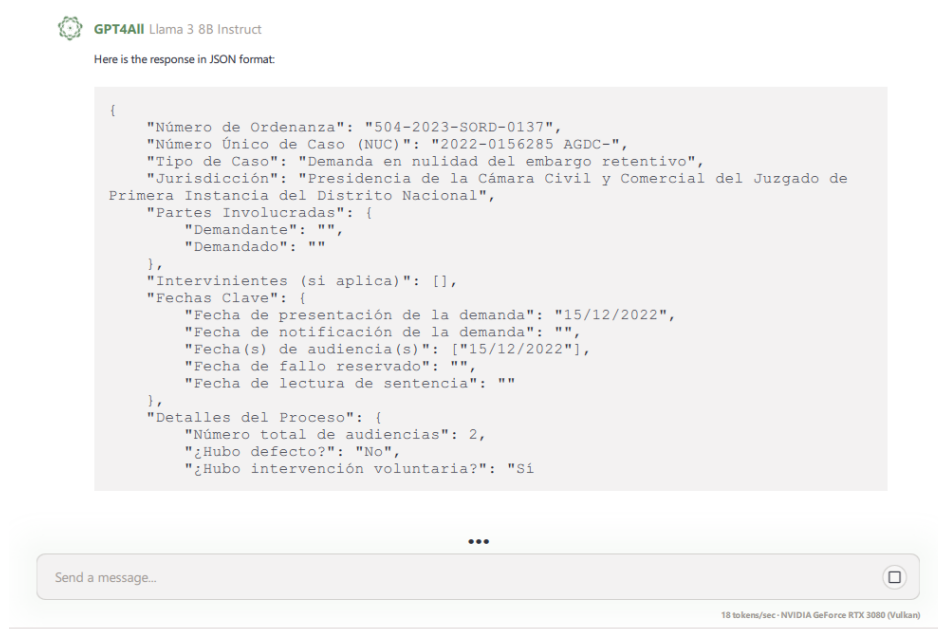 GPT4All Llama 3 8B Instruct
Here is the response in JSON format:
{
"Número de Ordenanza": "504-2023-SORD-0137",
"Número Único de Caso (NUC)": "2022-0156285 AGDC-",
"Tipo de Caso": "Demanda en nulidad del embargo retentivo",
"Jurisdicción": "Presidencia de la Cámara Civil y Comercial del Juzgado de
Primera Instancia del Distrito Nacional",
"Partes Involucradas": {
"Demandante": "",
"Demandado": ""
},
"Intervinientes (si aplica)": [],
"Fechas Clave": {
"Fecha de presentación de la demanda": "15/12/2022",
"Fecha de notificación de la demanda": "",
"Fecha(s) de audiencia(s)": ["15/12/2022"],
"Fecha de fallo reservado": "",
"Fecha de lectura de sentencia": ""
},
"Detalles del Proceso": {
"Número total de audiencias": 2,
"¿Hubo defecto?": "No",
"¿Hubo intervención voluntaria?": "Sí
Send a message...
18 tokens/sec - NVIDIA GeForce RTX 3080 (Vulkan)